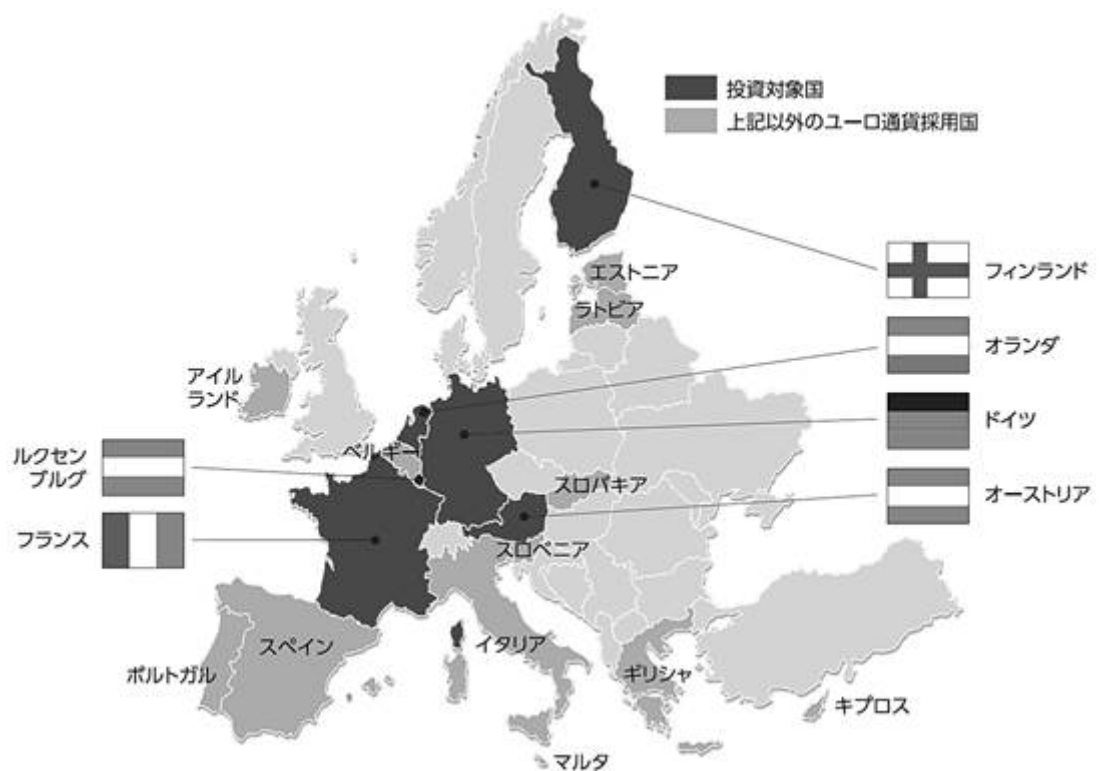 投資対象国
上記以外のユーロ通貨採用国
フィンランド
エストニア
ラトビア
オランダ
アイル
ランド
ドイツ
ベルギー
ルクセン
ブルグ
スロバキア
オーストリア
フランス
スロベニア
スペイン
イタリア
ポルトガル
ギリシャ
キプロス
マルタ